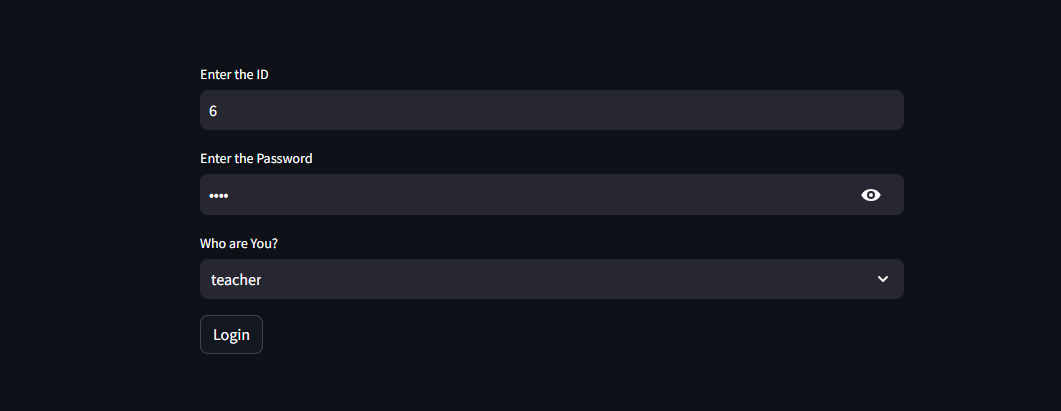 Enter the ID
6
Enter the Password
••••
Who are You?
teacher
Login